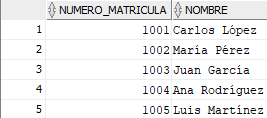 NUMERO_MATRICULA NOMBRE
1 1001 Carlos López
2 1002 María Pérez
3 1003 Juan García
4 1004 Ana Rodríguez
5 1005 Luis Martínez